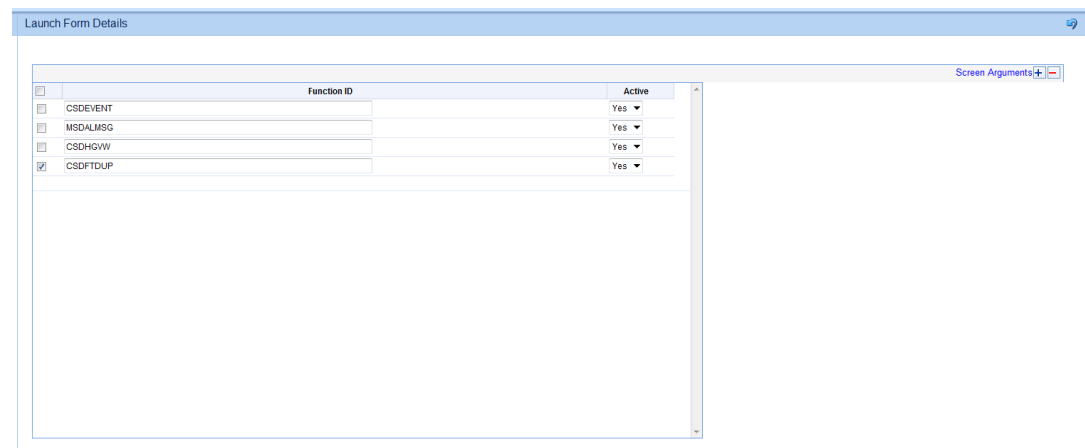 Launch Form Details
Screen Arguments
Function ID Active
CSDEVENT Yes
MSDALMSG Yes
CSDHGVW Yes
CSDFTDUP Yes